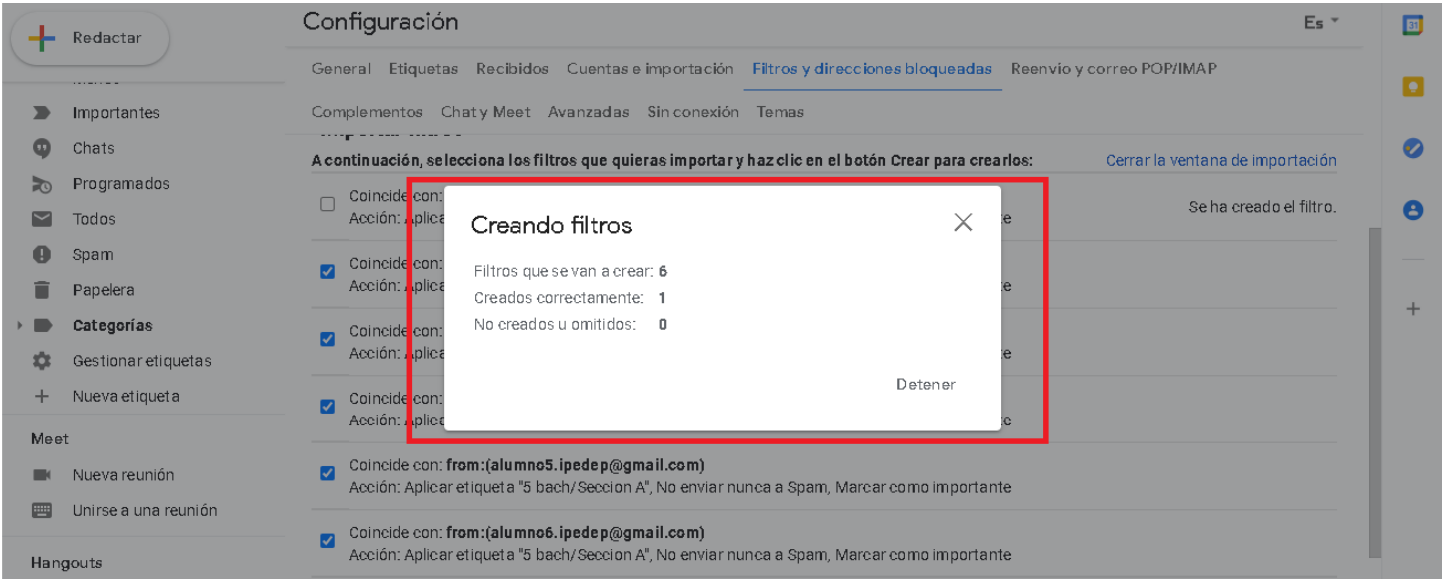 Redactar
Importantes
Chats
Programados
Todos
Spam
Papelera
Categorías
Gestionar etiquetas
Nueva etiqueta
Meet
Nueva reunión
Unirse a una reunión
Hangouts
Configuración
Es
General Etiquetas Recibidos Cuentas e importación Filtros y direcciones bloqueadas Reenvío y correo POP/IMAP
Complementos Chat y Meet Avanzadas Sin conexión Temas
A continuación, selecciona los filtros que quieras importar y haz clic en el botón Crear para crearlos: Cerrar la ventana de importación
Coincide con:
Acción: Aplica
Se ha creado el filtro.
Coincide con:
Acción: Aplica
Coincide con:
Acción: Aplica
Coincide con:
Acción: Aplica
Creando filtros
Filtros que se van a crear: 6
Creados correctamente: 1
No creados u omitidos: 0
Detener
Coincide con: from:(alumno5.ipedep@gmail.com)
Acción: Aplicar etiqueta "5 bach/Seccion A", No enviar nunca a Spam, Marcar como importante
Coincide con: from:(alumno6.ipedep@gmail.com)
Acción: Aplicar etiqueta "5 bach/Seccion A", No enviar nunca a Spam, Marcar como importante
31